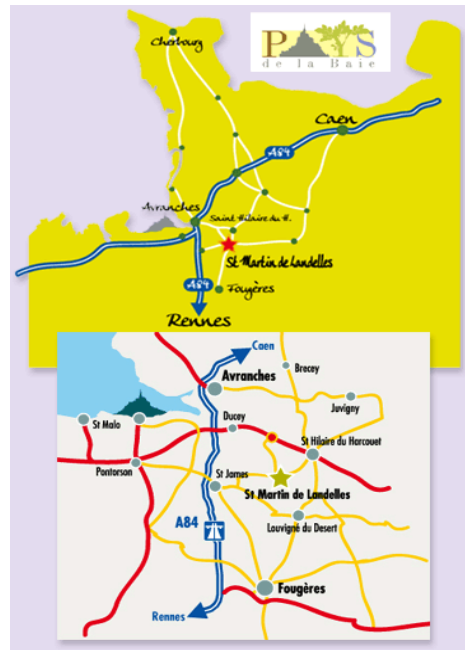 PAYS
de la Baie
Cherbourg
Caen
A84
Avranches
Saint Hilaire du H.
St Martin de Landelles
A84
Fougères
Rennes
Caen
Brecey
Avranches
Juvigny
St Malo
Ducey
St Hilaire du Harcouet
Pontorson
St James
St Martin de Landelles
A84
Louvigné du Desert
Fougères
Rennes